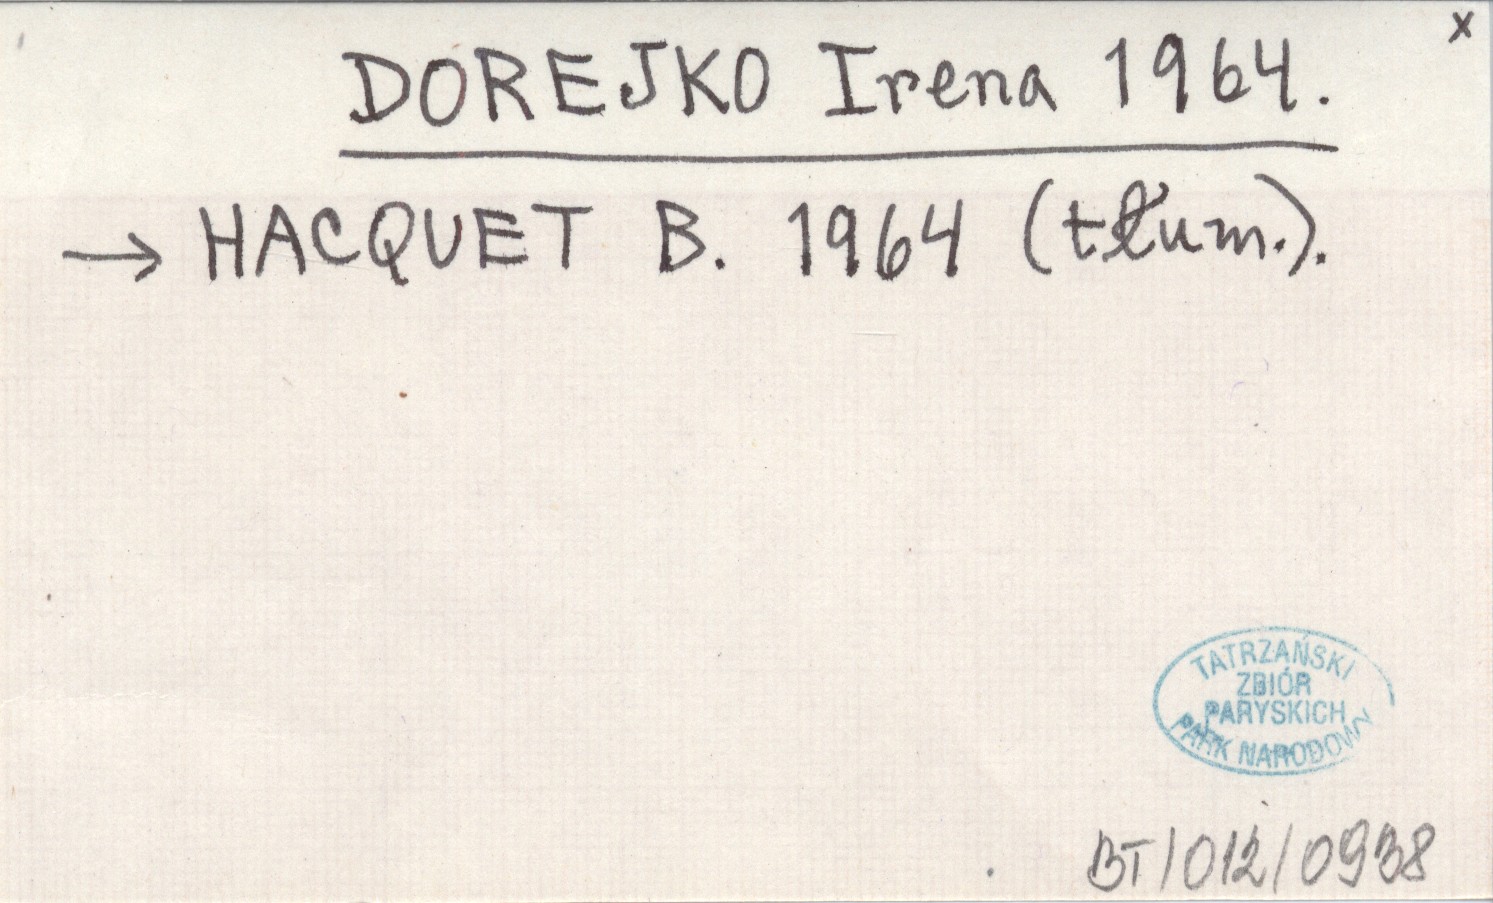 x
DOREJKO Irena 1964.
→ HACQUET B. 1964 (tłum.).
TATRZAŃSKI
ZBIÓR
PARYSKICH
PARK NARODOWY
BT/012/0938